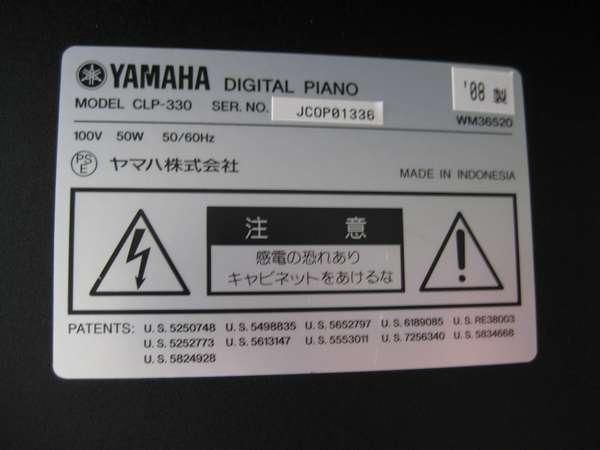 YAMAHA DIGITAL PIANO
'08 製
MODEL CLP-330 SER. NO. JCOP01336
WM36520
100V 50W 50/60Hz
PSE ヤマハ株式会社
MADE IN INDONESIA
注 意
感電の恐れあり
キャビネットをあけるな
PATENTS: U. S. 5250748 U. S. 5498835 U. S. 5652797 U. S. 6189085 U. S. RE38003
U. S. 5252773 U. S. 5613147 U. S. 5553011 U. S. 7256340 U. S. 5834668
U. S. 5824928